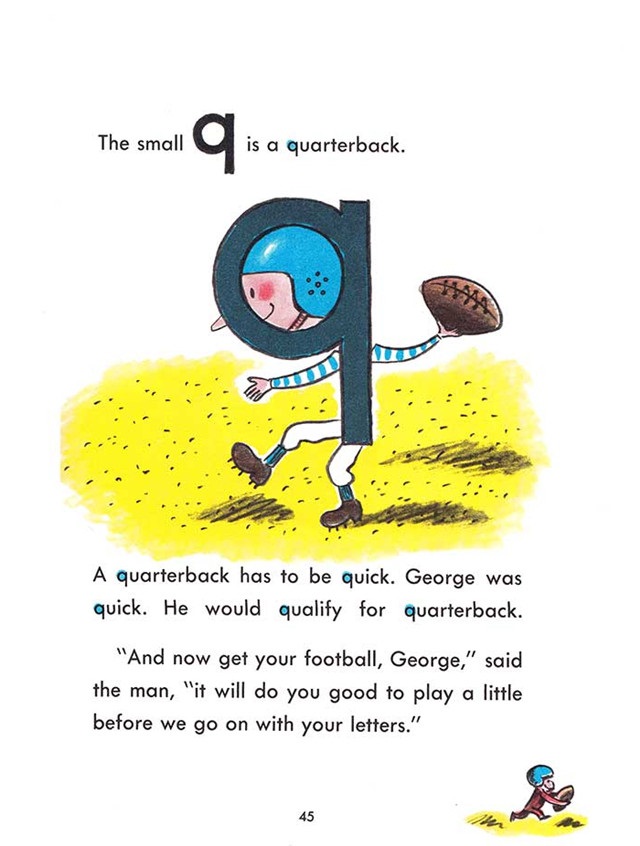 The small q is a quarterback.
A quarterback has to be quick. George was
quick. He would qualify for quarterback.
"And now get your football, George," said
the man, "it will do you good to play a little
before we go on with your letters."
45